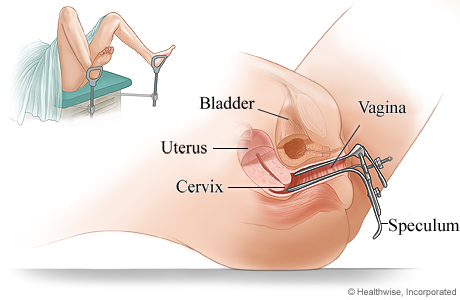 Bladder
Vagina
Uterus
Cervix
Speculum
© Healthwise, Incorporated